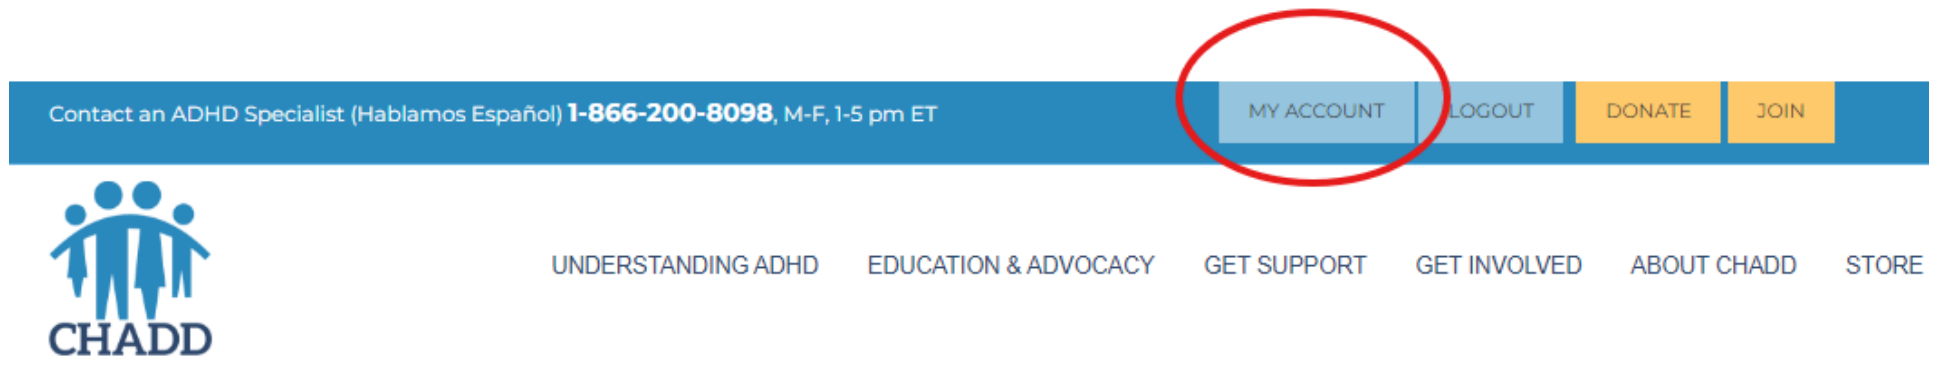 Contact an ADHD Specialist (Hablamos Español) 1-866-200-8098, M-F, 1-5 pm ET
MY ACCOUNT
LOGOUT
DONATE
JOIN
CHADD
UNDERSTANDING ADHD
EDUCATION & ADVOCACY
GET SUPPORT
GET INVOLVED
ABOUT CHADD
STORE